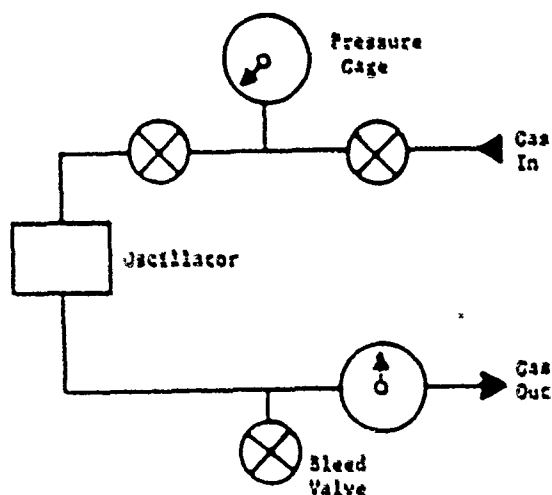 Pressure
Gage
Gas
In
Oscillator
Gas
Out
Bleed
Valve